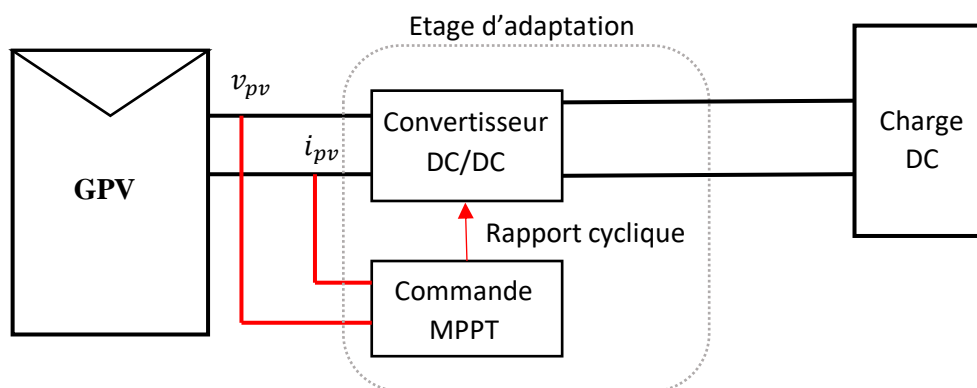 Etage d'adaptation
v_pv
i_pv
GPV
Convertisseur
DC/DC
Charge
DC
Rapport cyclique
Commande
MPPT